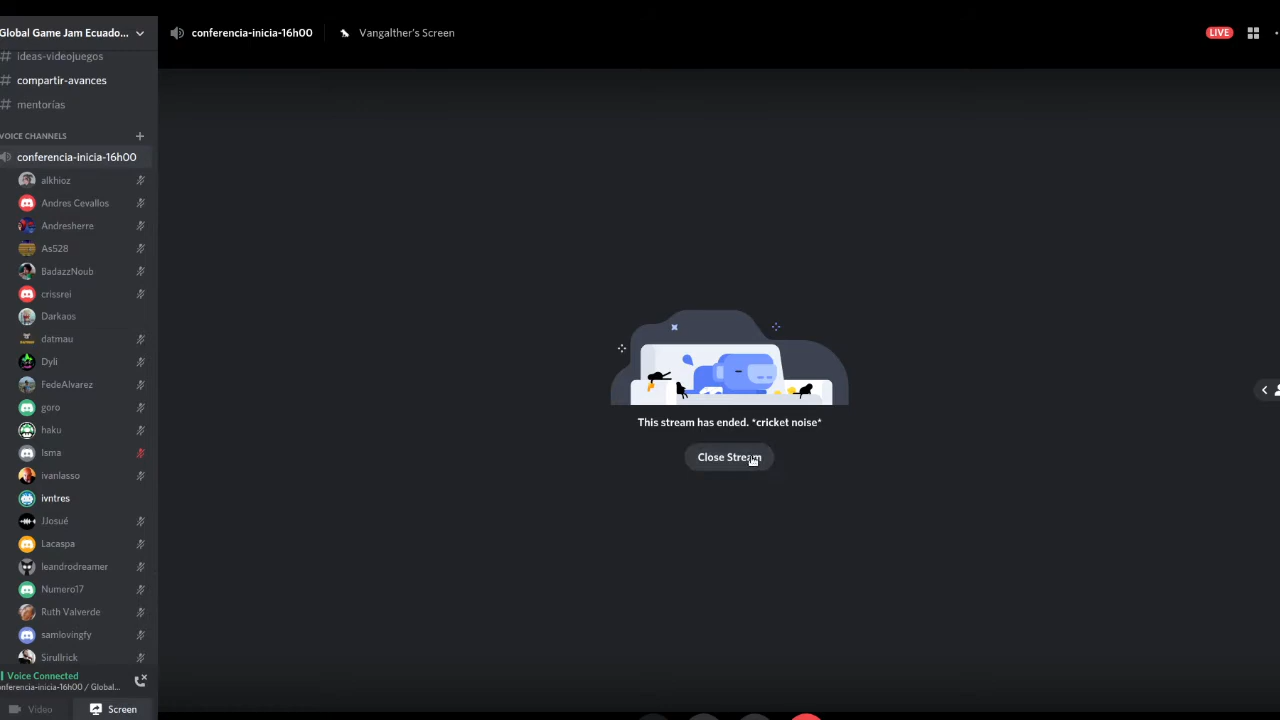 Global Game Jam Ecuado...
conferencia-inicia-16h00
Vangalther's Screen
LIVE
# ideas-videojuegos
# compartir-avances
# mentorías
VOICE CHANNELS
conferencia-inicia-16h00
alkhioz
Andres Cevallos
Andresherre
As528
BadazzNoub
crissrei
Darkaos
datmau
Dyli
FedeAlvarez
goro
haku
Isma
ivanlasso
ivntres
JJosué
Lacaspa
leandrodreamer
Numero17
Ruth Valverde
samlovingfy
Sirullrick
Voice Connected
nferencia-inicia-16h00 / Global...
Video
Screen
This stream has ended. *cricket noise*
Close Stream